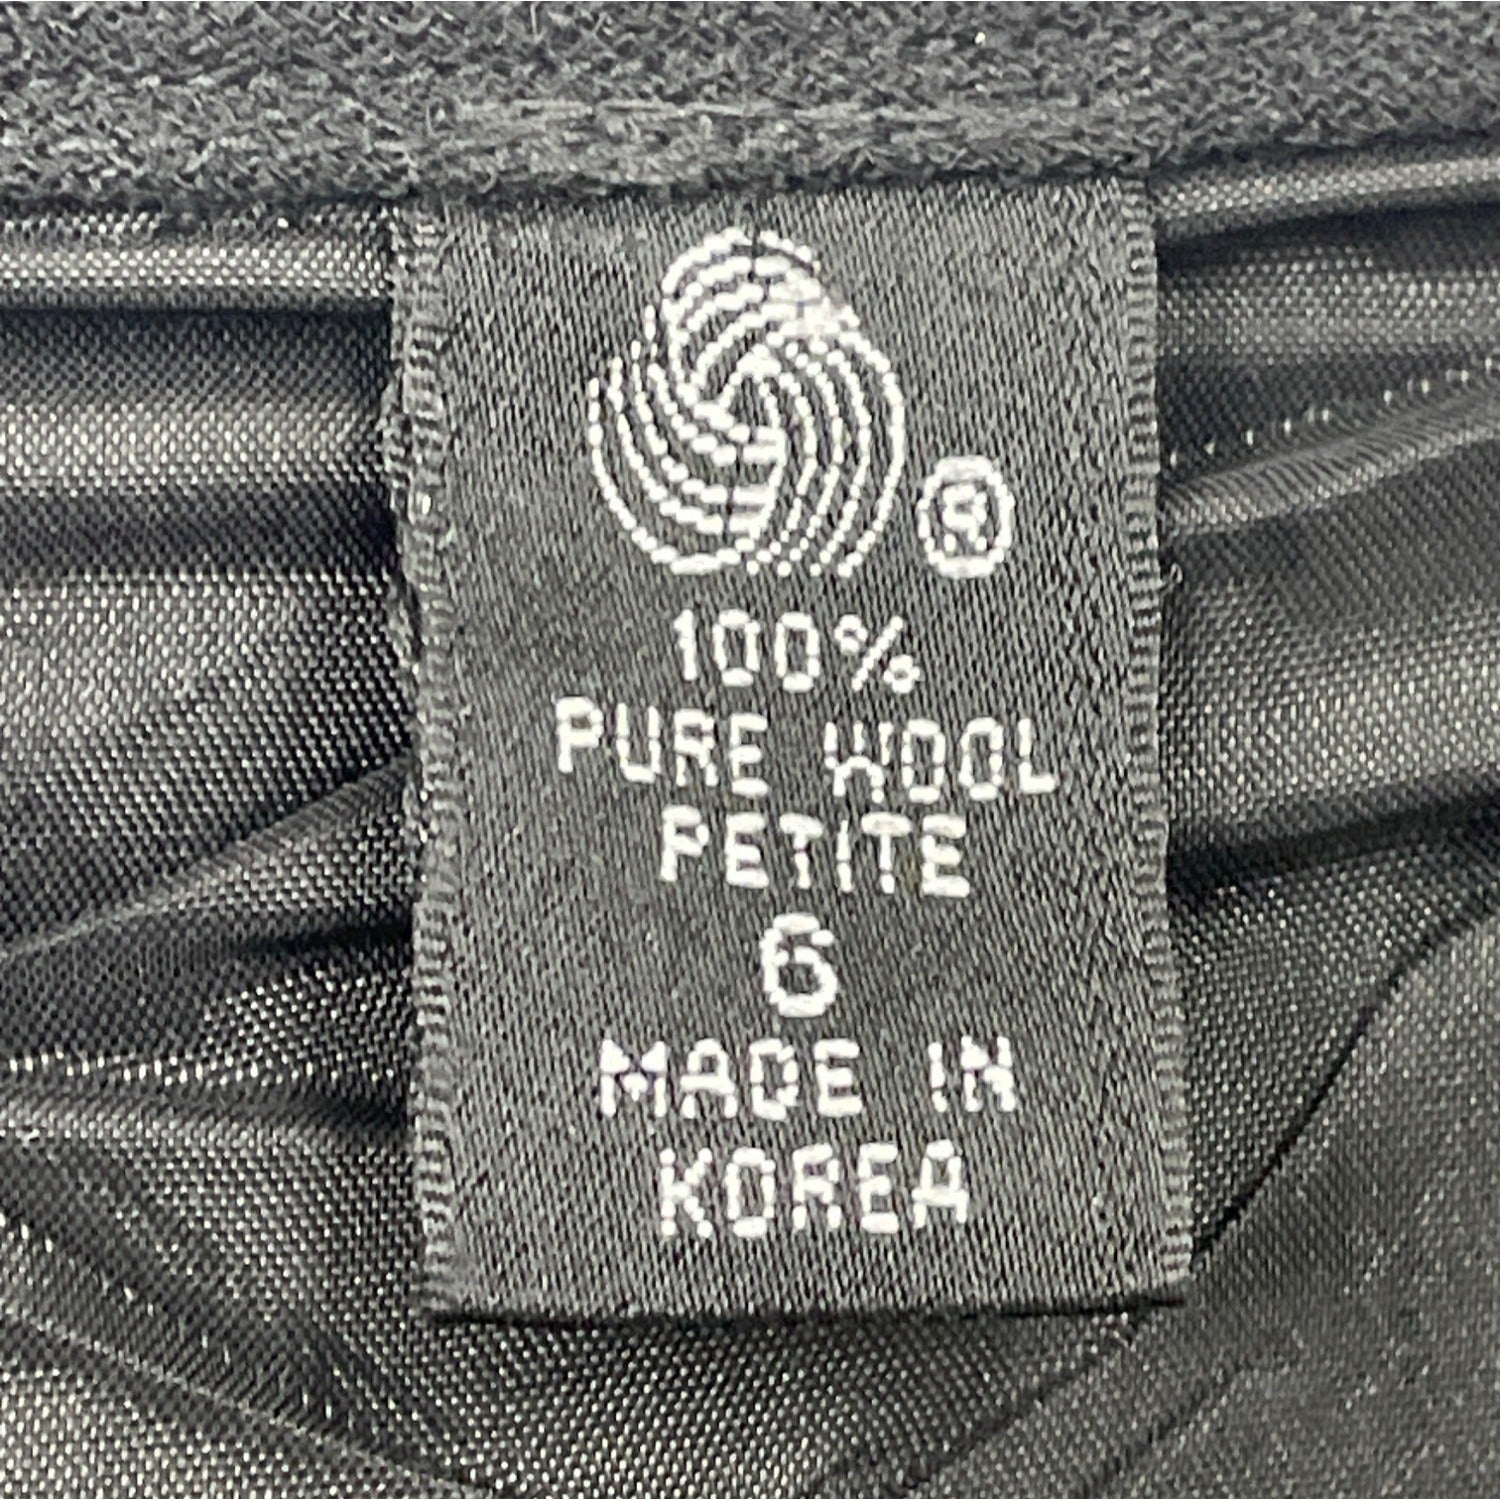 ®
100%
PURE WOOL
PETITE
6
MADE IN
KOREA